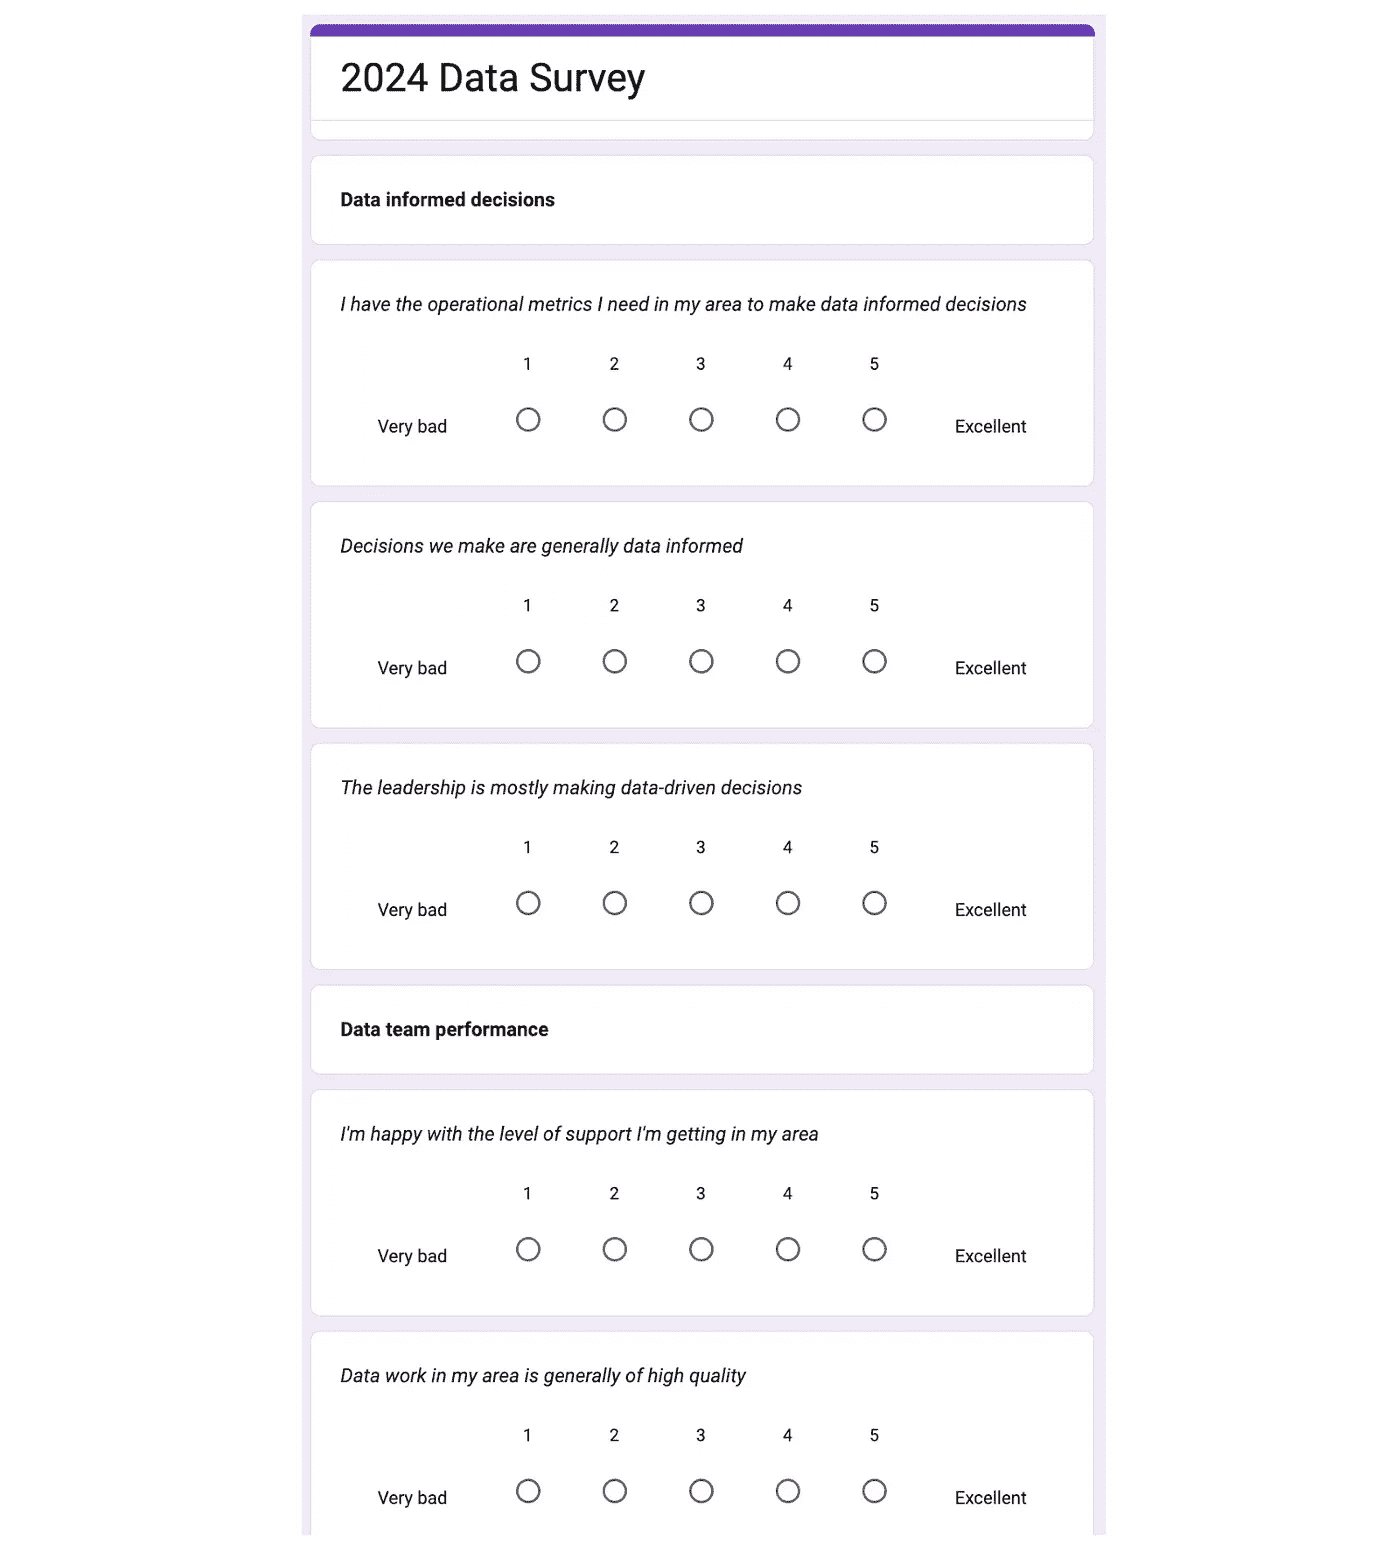 2024 Data Survey
Data informed decisions
I have the operational metrics I need in my area to make data informed decisions
1 2 3 4 5
Very bad Excellent
Decisions we make are generally data informed
1 2 3 4 5
Very bad Excellent
The leadership is mostly making data-driven decisions
1 2 3 4 5
Very bad Excellent
Data team performance
I'm happy with the level of support I'm getting in my area
1 2 3 4 5
Very bad Excellent
Data work in my area is generally of high quality
1 2 3 4 5
Very bad Excellent